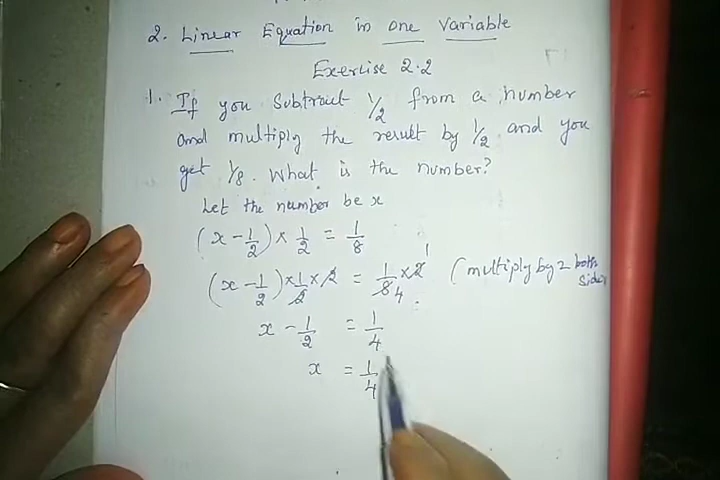 2. Linear Equation in one Variable
Exercise 2.2
1. If you Subtract 1/2 from a number
and multiply the result by 1/2 and you
get 1/8. What is the number?
Let the number be x
(x - 1/2) × 1/2 = 1/8
(x - 1/2) × 1/2 × 2 = 1/8 4 × 2 1 (multiply by 2 both sides
x - 1/2 = 1/4
x = 1/4